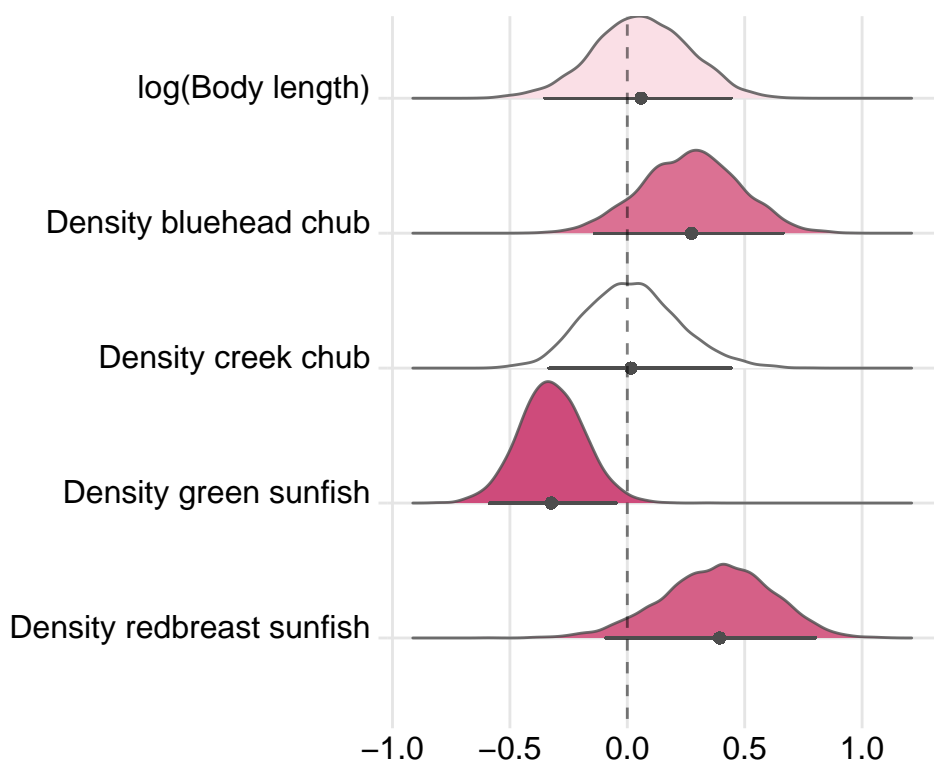 log(Body length)
Density bluehead chub
Density creek chub
Density green sunfish
Density redbreast sunfish
−1.0 −0.5 0.0 0.5 1.0